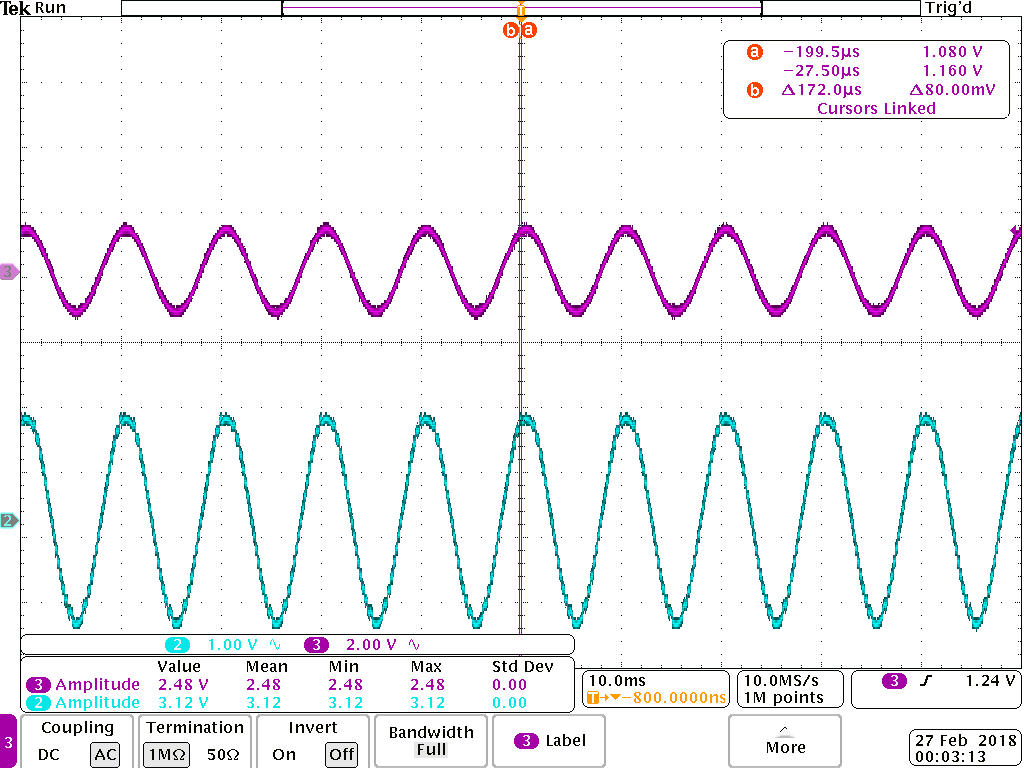 Tek Run Trig'd
T
b a
a −199.5µs 1.080 V
−27.50µs 1.160 V
b Δ172.0µs Δ80.00mV
Cursors Linked
3
2
2 1.00 V 3 2.00 V
Value Mean Min Max Std Dev
3 Amplitude 2.48 V 2.48 2.48 2.48 0.00
2 Amplitude 3.12 V 3.12 3.12 3.12 0.00
10.0ms
T→▼−800.0000ns
10.0MS/s
1M points
3 1.24 V
3
Coupling
DC AC
Termination
1MΩ 50Ω
Invert
On Off
Bandwidth
Full
3 Label
More
27 Feb 2018
00:03:13